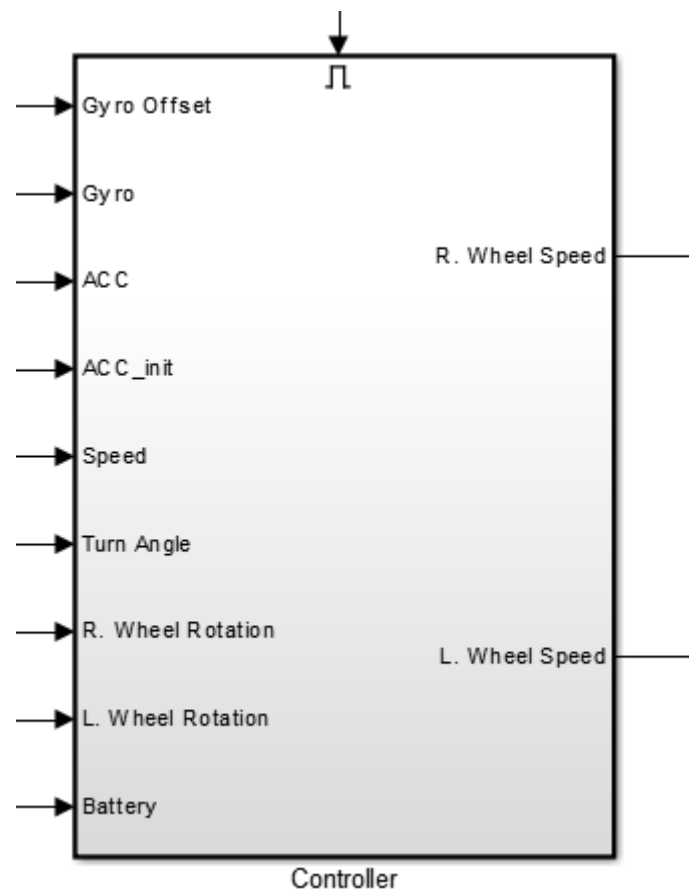 Gyro Offset
Gyro
R. Wheel Speed
ACC
ACC_init
Speed
Turn Angle
R. Wheel Rotation
L. Wheel Speed
L. Wheel Rotation
Battery
Controller